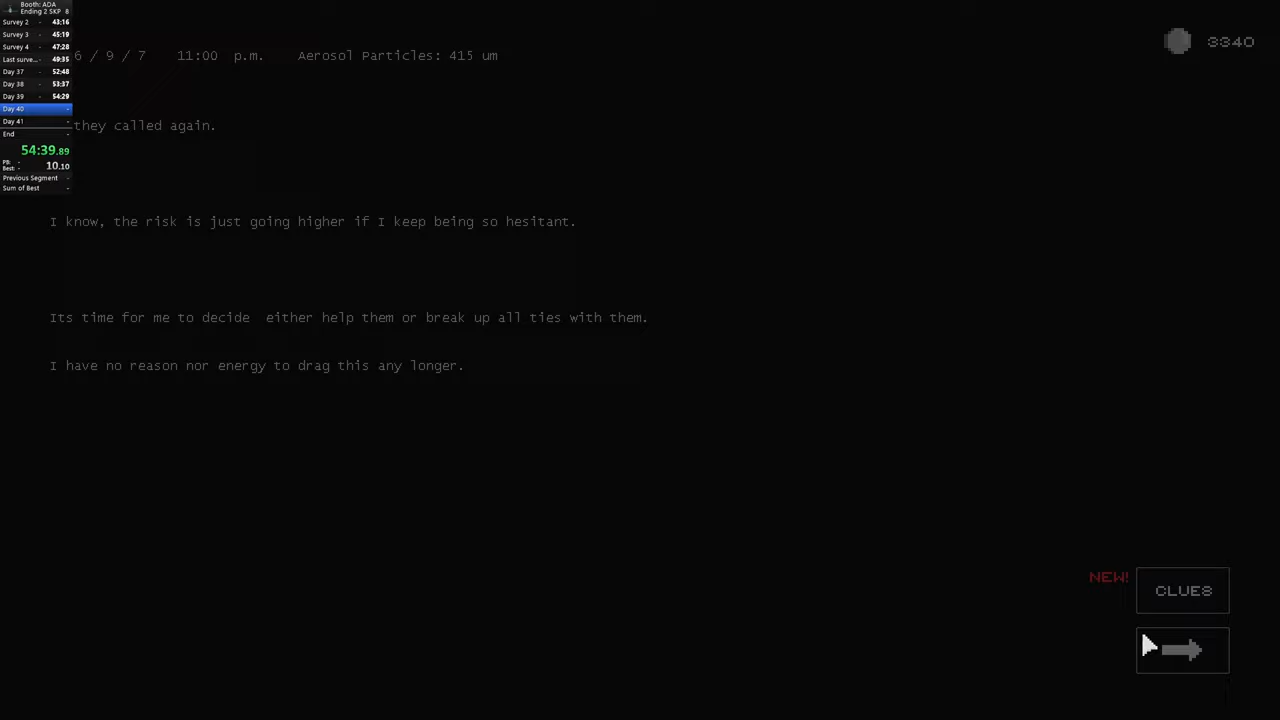 Booth: ADA
Ending 2 SKP 8
Survey 2 - 43:16
Survey 3 - 45:19
Survey 4 - 47:28
Last surve... - 49:35
Day 37 - 52:48
Day 38 - 53:37
Day 39 - 54:29
Day 40 -
Day 41 -
End -
54:39.89
PB: -
Best: - 10.10
Previous Segment -
Sum of Best -
6 / 9 / 7 11:00 p.m. Aerosol Particles: 415 um
3340
they called again.
I know, the risk is just going higher if I keep being so hesitant.
Its time for me to decide either help them or break up all ties with them.
I have no reason nor energy to drag this any longer.
NEW!
CLUES